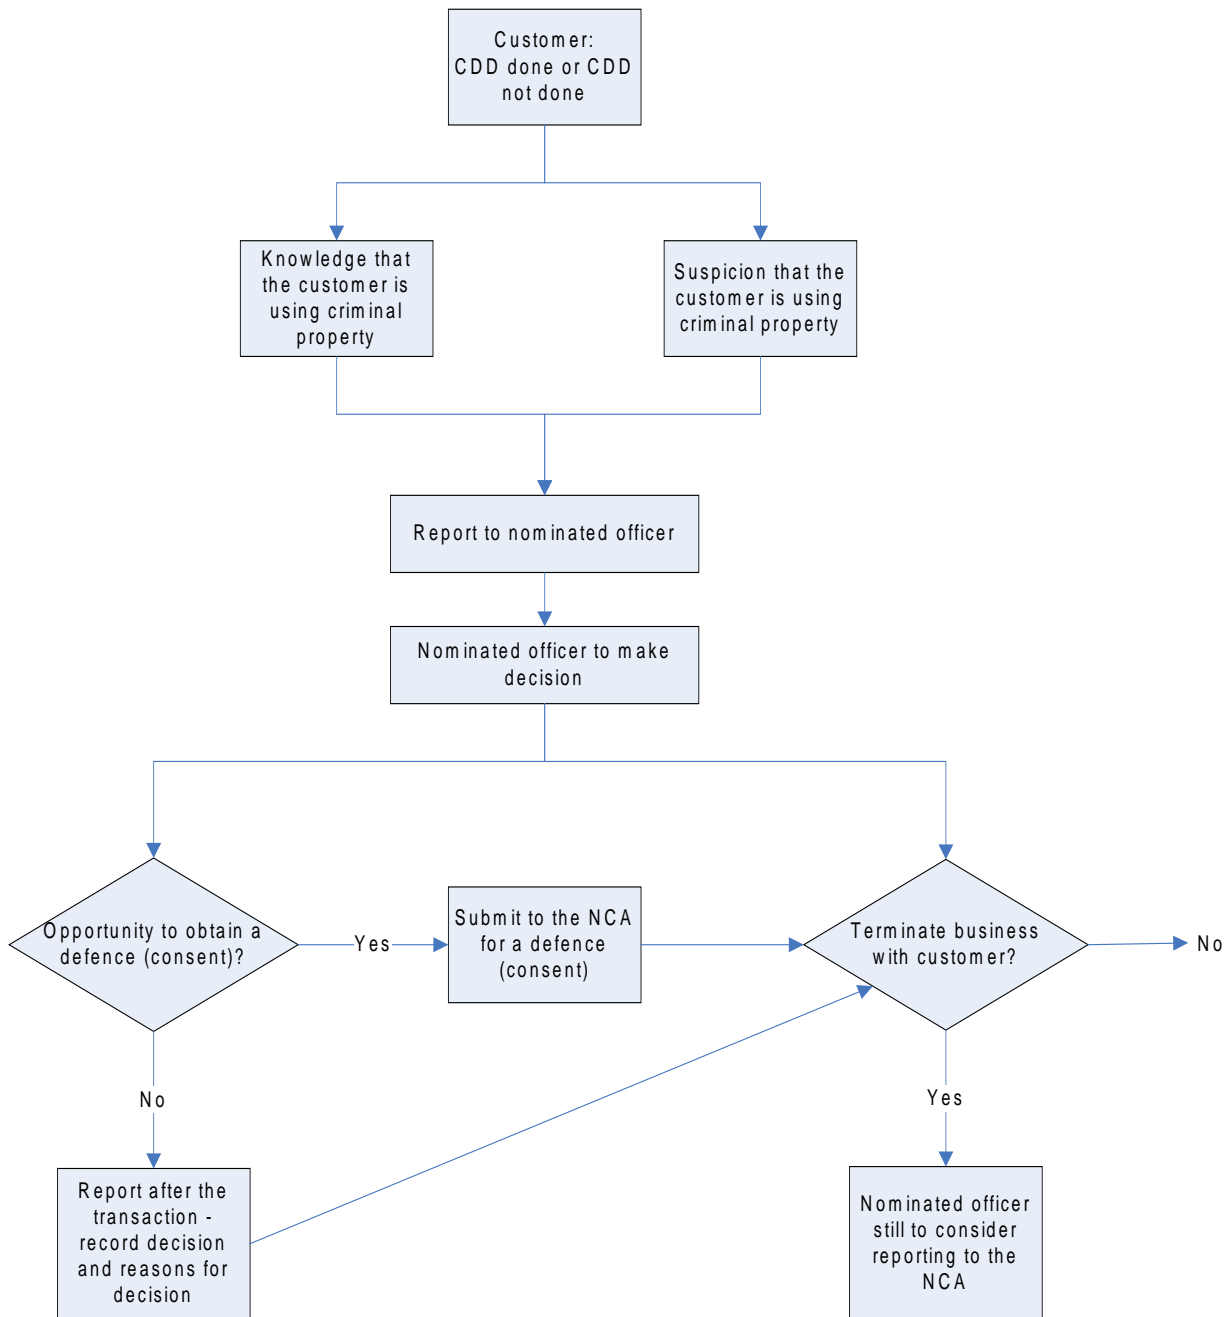 Customer:
CDD done or CDD
not done
Knowledge that
the customer is
using criminal
property
Suspicion that the
customer is using
criminal property
Report to nominated officer
Nominated officer to make
decision
Opportunity to obtain a
defence (consent)?
Yes
Submit to the NCA
for a defence
(consent)
Terminate business
with customer?
No
No
Yes
Report after the
transaction -
record decision
and reasons for
decision
Nominated officer
still to consider
reporting to the
NCA